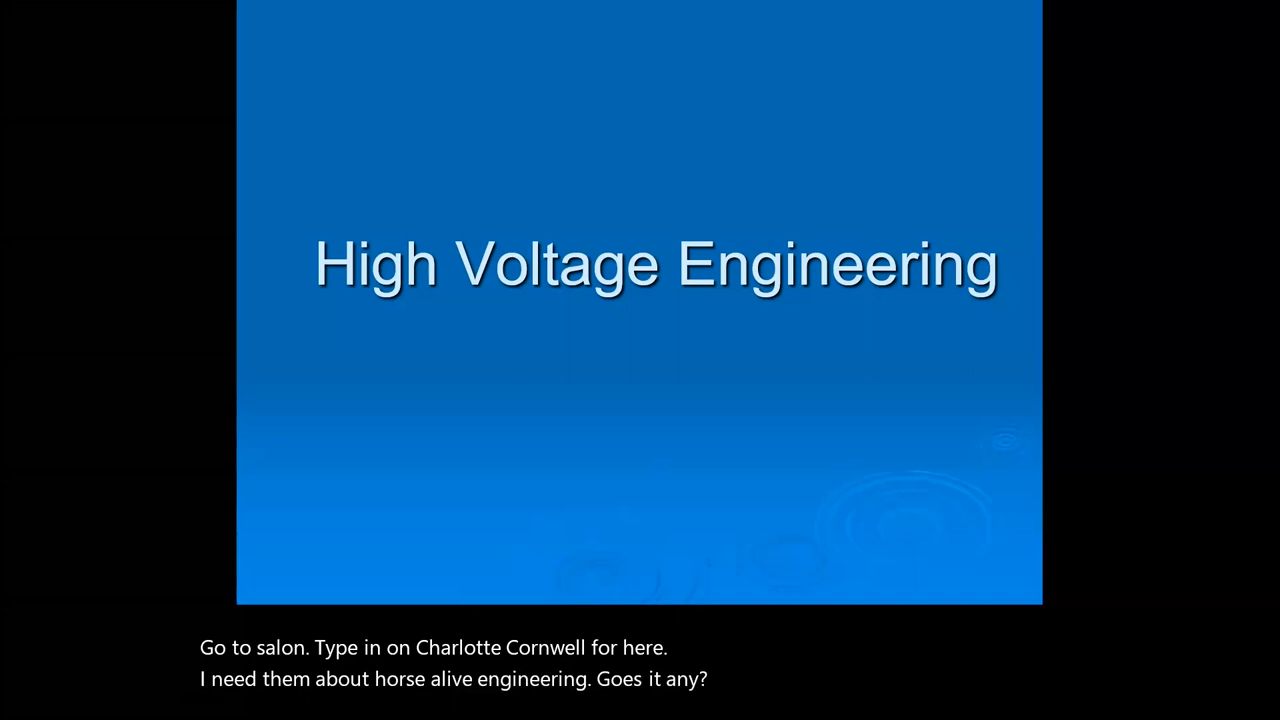 High Voltage Engineering
Go to salon. Type in on Charlotte Cornwell for here.
I need them about horse alive engineering. Goes it any?